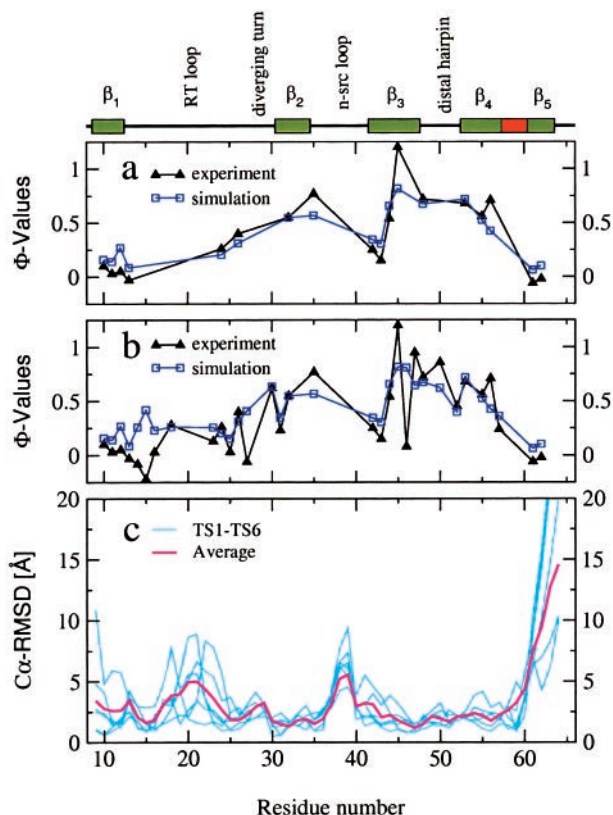 RT loop
diverging turn
n-src loop
distal hairpin
β1 β2 β3 β4 β5
a
experiment
simulation
Φ-Values
1
0.5
0
1
0.5
0
b
experiment
simulation
Φ-Values
1
0.5
0
1
0.5
0
c
TS1-TS6
Average
Cα-RMSD [Å]
20
15
10
5
0
20
15
10
5
0
10 20 30 40 50 60
Residue number